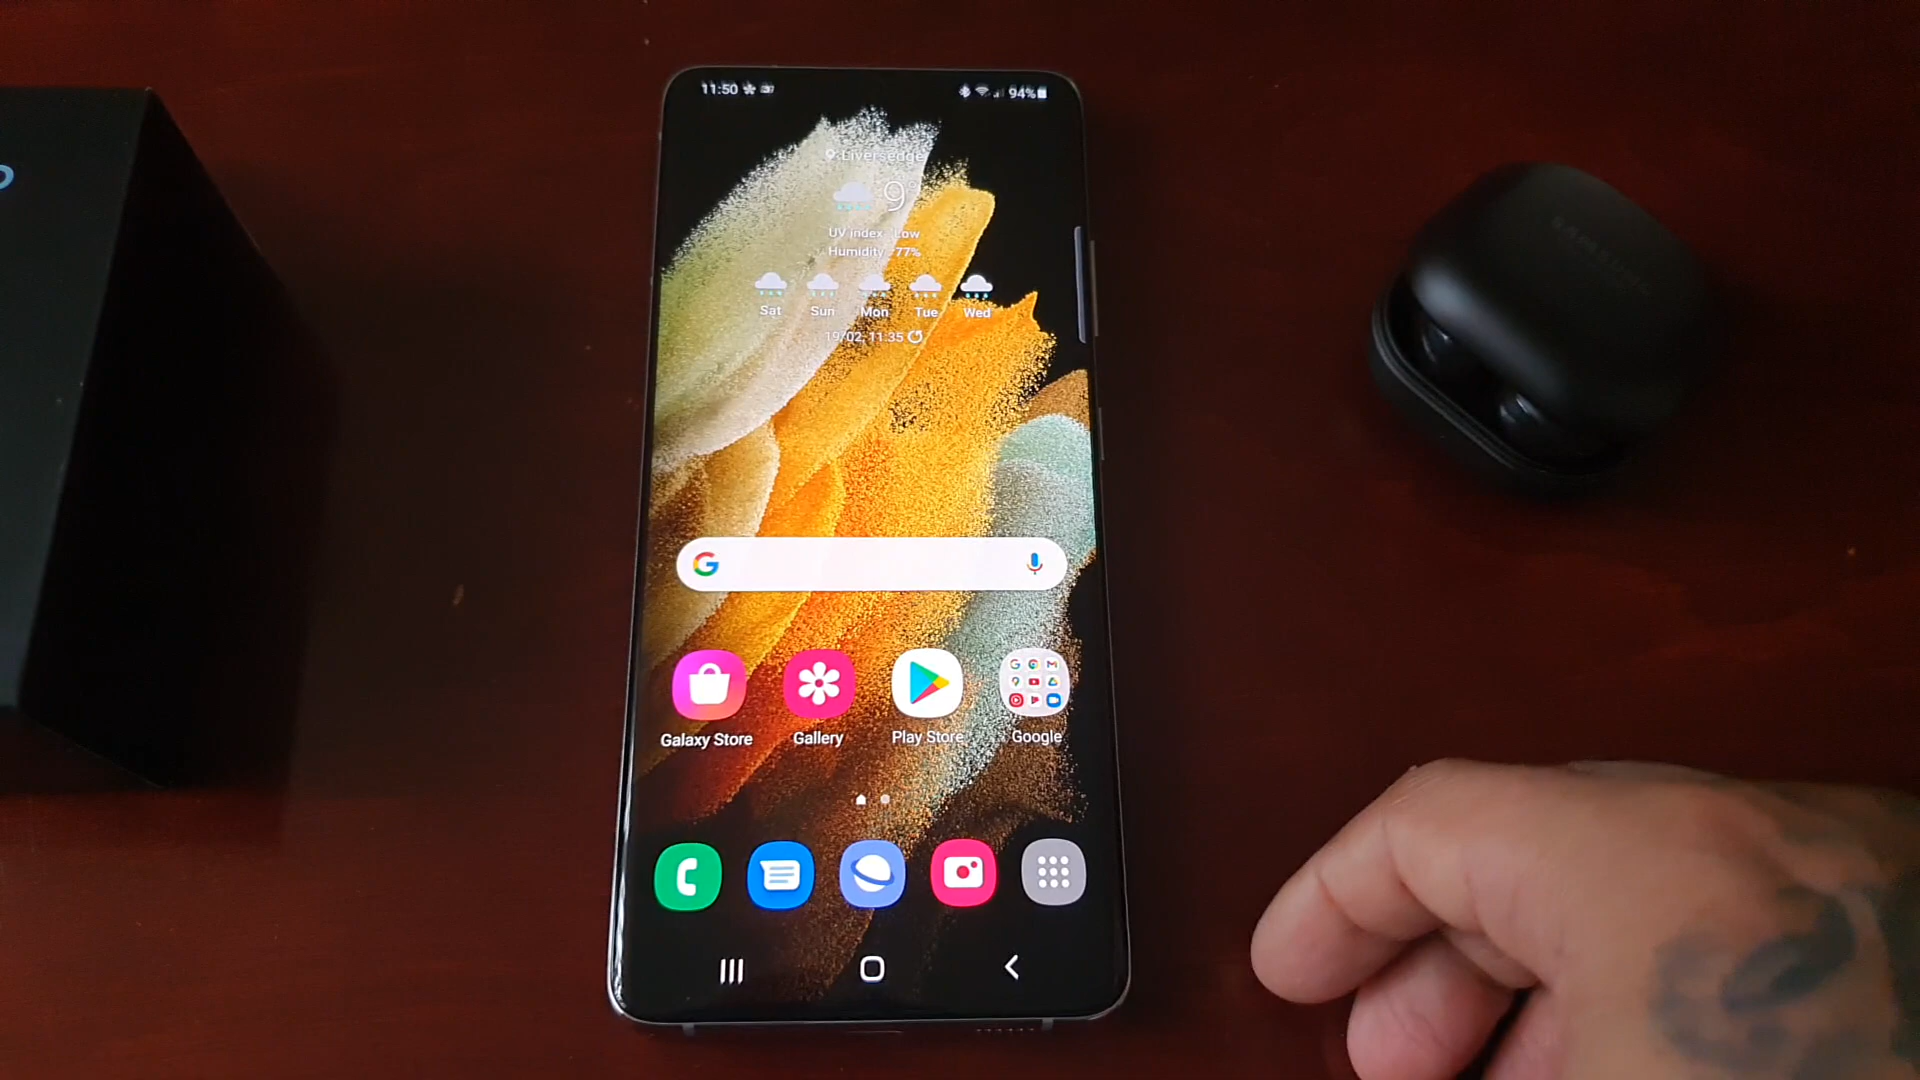 11:50
94%
Liversedge
9°
UV index Low
Humidity 77%
Sat Sun Mon Tue Wed
19/02, 11:35
Galaxy Store Gallery Play Store Google